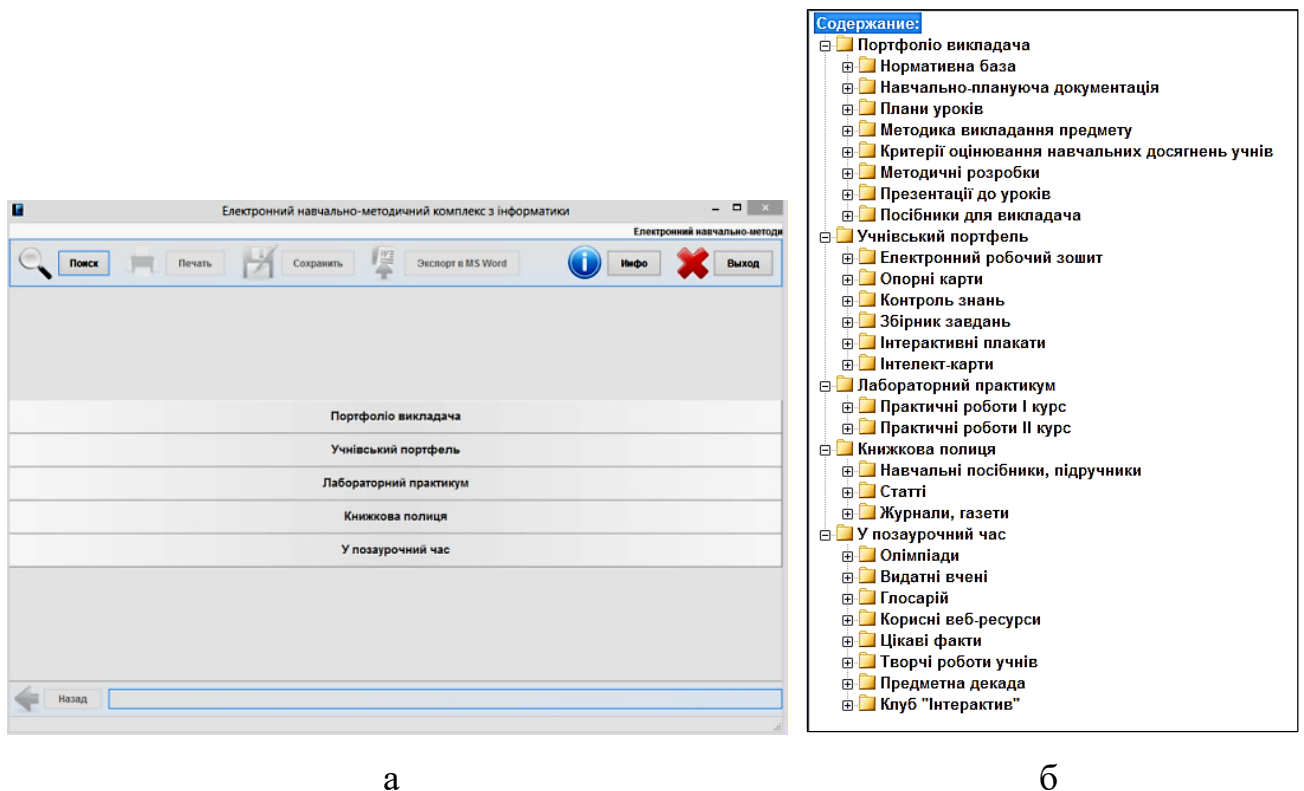 Електронний навчально-методичний комплекс з інформатики
Електронний навчально-методи
Поиск
Печать
Сохранить
Экспорт в MS Word
Инфо
Выход
Портфоліо викладача
Учнівський портфель
Лабораторний практикум
Книжкова полиця
У позаурочний час
Назад
а
Содержание:
Портфоліо викладача
Нормативна база
Навчально-плануюча документація
Плани уроків
Методика викладання предмету
Критерії оцінювання навчальних досягнень учнів
Методичні розробки
Презентації до уроків
Посібники для викладача
Учнівський портфель
Електронний робочий зошит
Опорні карти
Контроль знань
Збірник завдань
Інтерактивні плакати
Інтелект-карти
Лабораторний практикум
Практичні роботи І курс
Практичні роботи ІІ курс
Книжкова полиця
Навчальні посібники, підручники
Статті
Журнали, газети
У позаурочний час
Олімпіади
Видатні вчені
Глосарій
Корисні веб-ресурси
Цікаві факти
Творчі роботи учнів
Предметна декада
Клуб "Інтерактив"
б